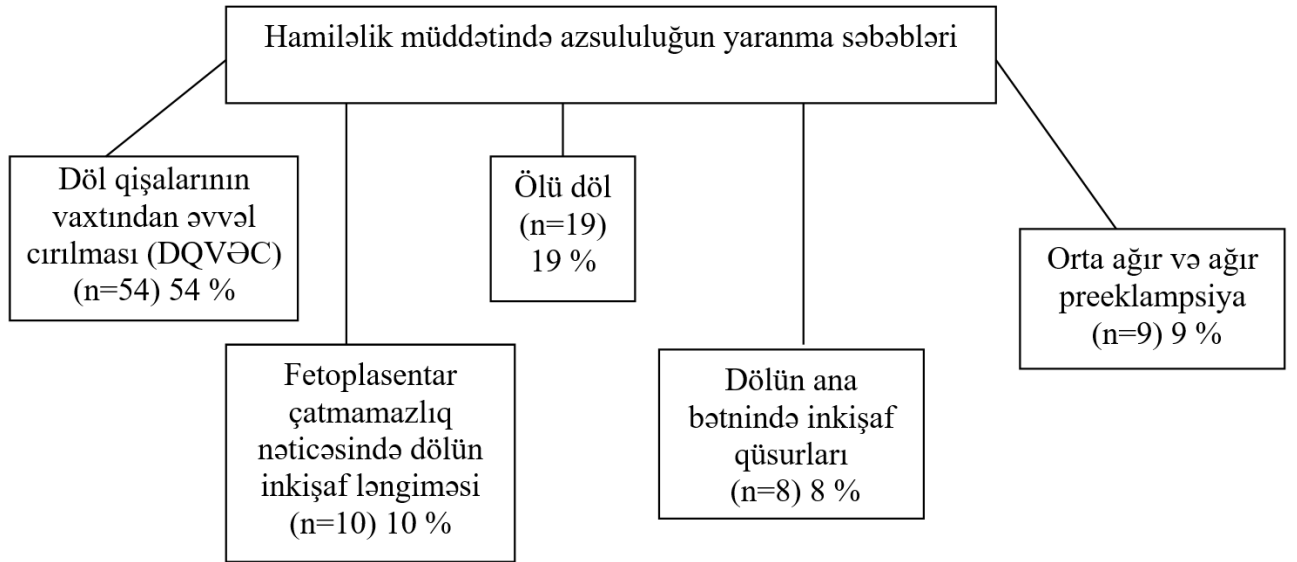 Hamiləlik müddətində azsululuğun yaranma səbəbləri
Döl qişalarının
vaxtından əvvəl
cırılması (DQVƏC)
(n=54) 54 %
Fetoplasentar
çatmamazlıq
nəticəsində dölün
inkişaf ləngiməsi
(n=10) 10 %
Ölü döl
(n=19)
19 %
Dölün ana
bətnində inkişaf
qüsurları
(n=8) 8 %
Orta ağır və ağır
preeklampsiya
(n=9) 9 %